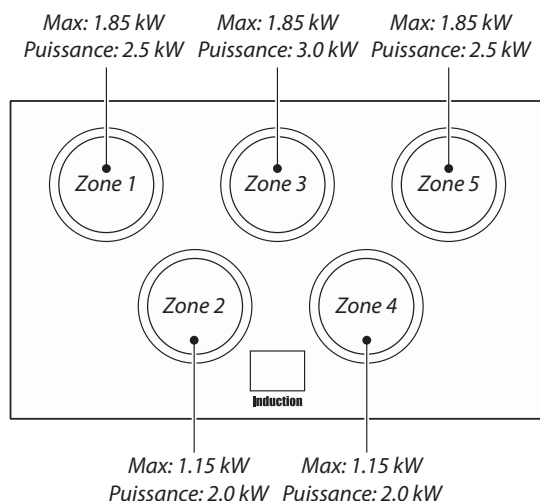 Max: 1.85 kW
Puissance: 2.5 kW
Max: 1.85 kW
Puissance: 3.0 kW
Max: 1.85 kW
Puissance: 2.5 kW
Zone 1
Zone 3
Zone 5
Zone 2
Zone 4
Induction
Max: 1.15 kW
Puissance: 2.0 kW
Max: 1.15 kW
Puissance: 2.0 kW